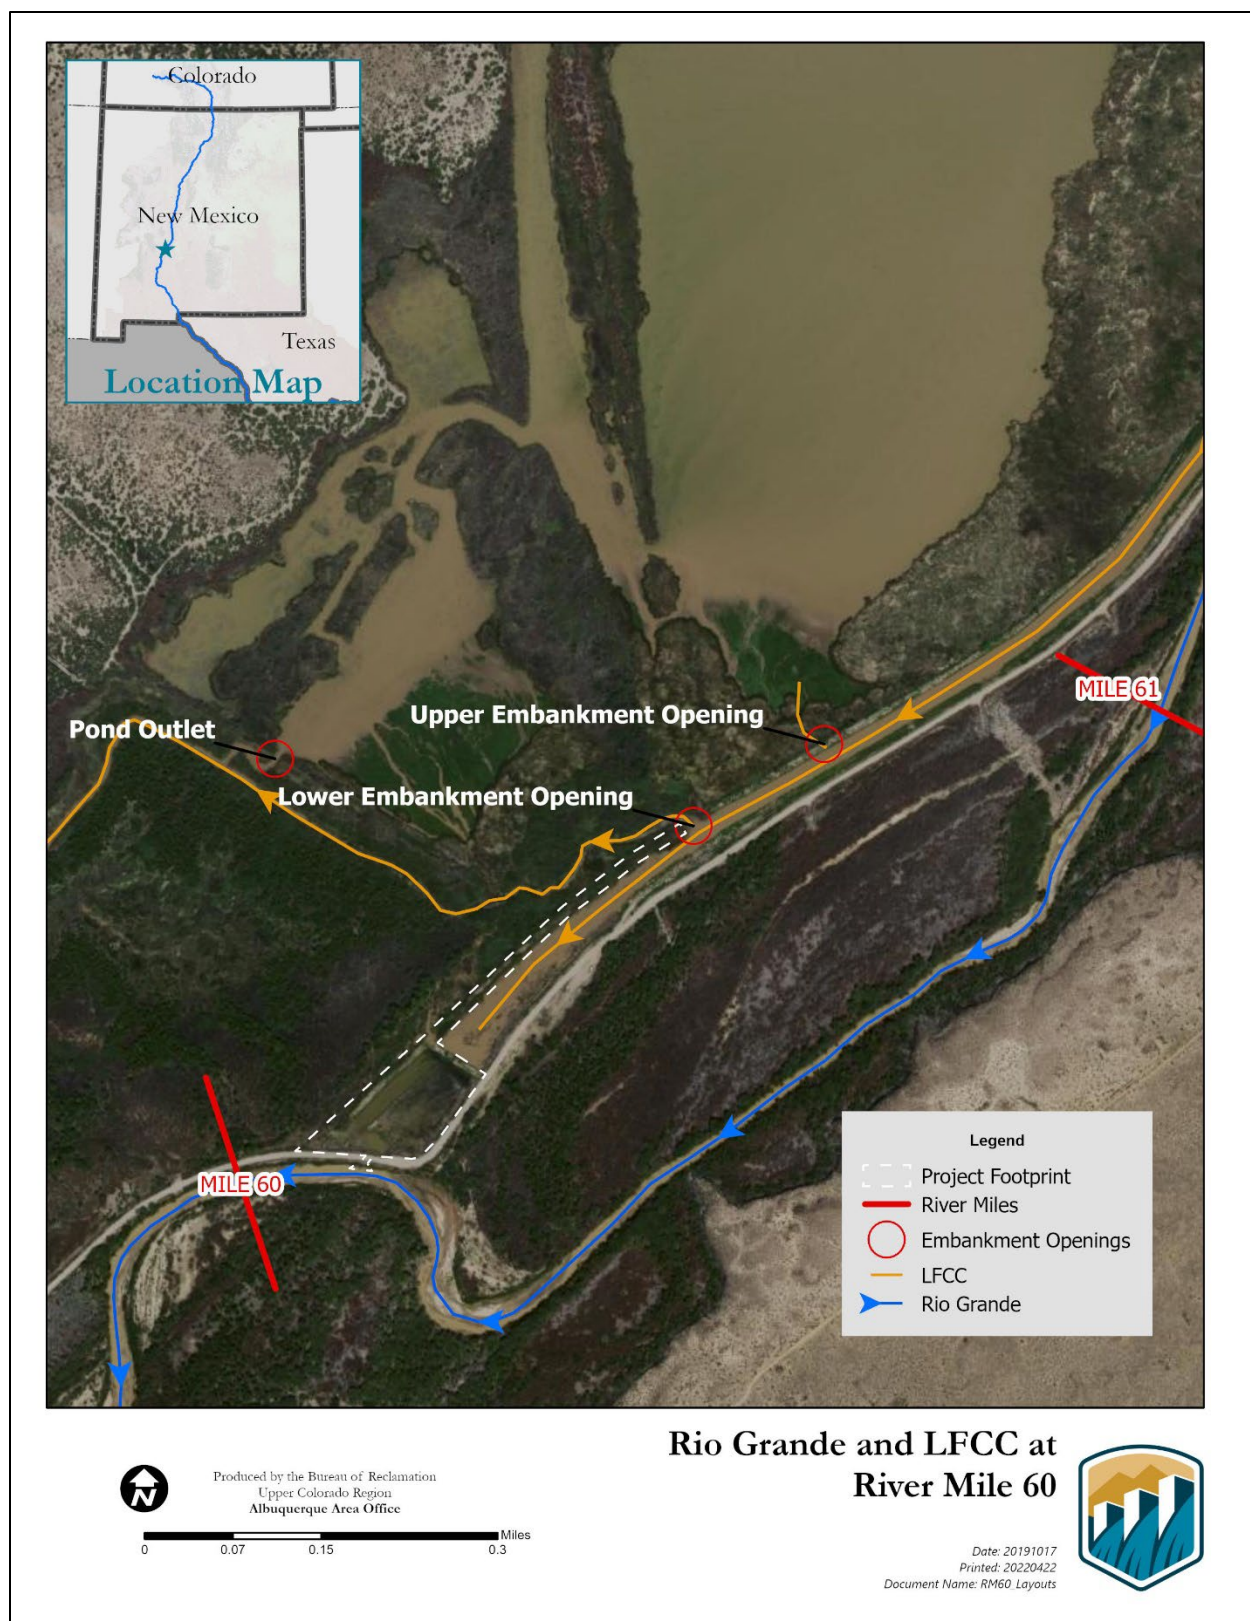 Colorado
New Mexico
Texas
Location Map
MILE 61
Upper Embankment Opening
Pond Outlet
Lower Embankment Opening
MILE 60
Legend
Project Footprint
River Miles
Embankment Openings
LFCC
Rio Grande
Rio Grande and LFCC at
River Mile 60
N
Produced by the Bureau of Reclamation
Upper Colorado Region
Albuquerque Area Office
Miles
0 0.07 0.15 0.3
Date: 20191017
Printed: 20220422
Document Name: RM60_Layouts